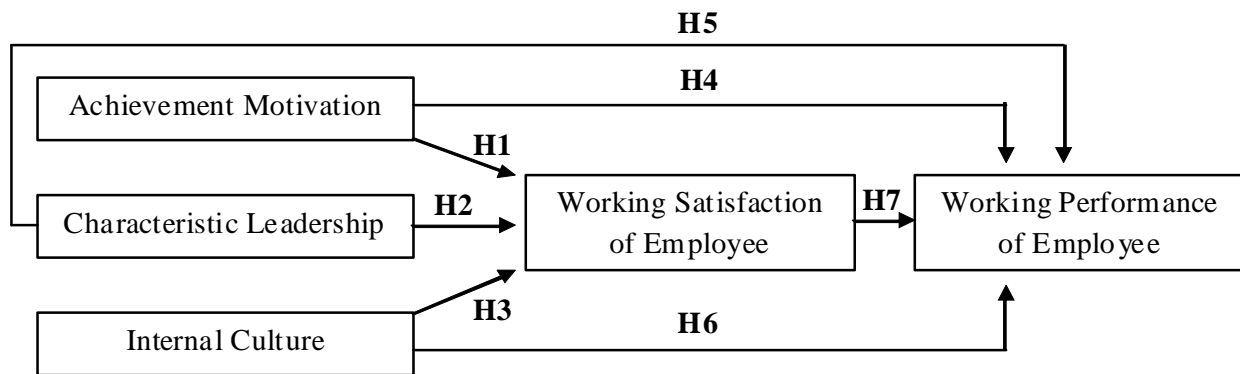 H5
Achievement Motivation
H4
H1
Characteristic Leadership
H2
Working Satisfaction
of Employee
H7
Working Performance
of Employee
H3
Internal Culture
H6